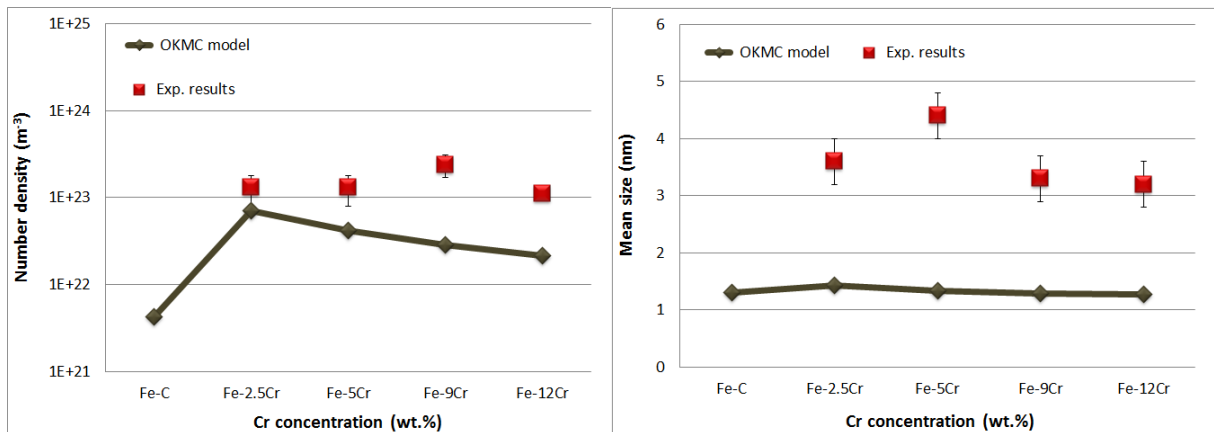 1E+25
1E+24
1E+23
1E+22
1E+21
Number density (m⁻³)
OKMC model
Exp. results
Fe-C Fe-2.5Cr Fe-5Cr Fe-9Cr Fe-12Cr
Cr concentration (wt.%)
6
5
4
3
2
1
0
Mean size (nm)
OKMC model Exp. results
Fe-C Fe-2.5Cr Fe-5Cr Fe-9Cr Fe-12Cr
Cr concentration (wt.%)